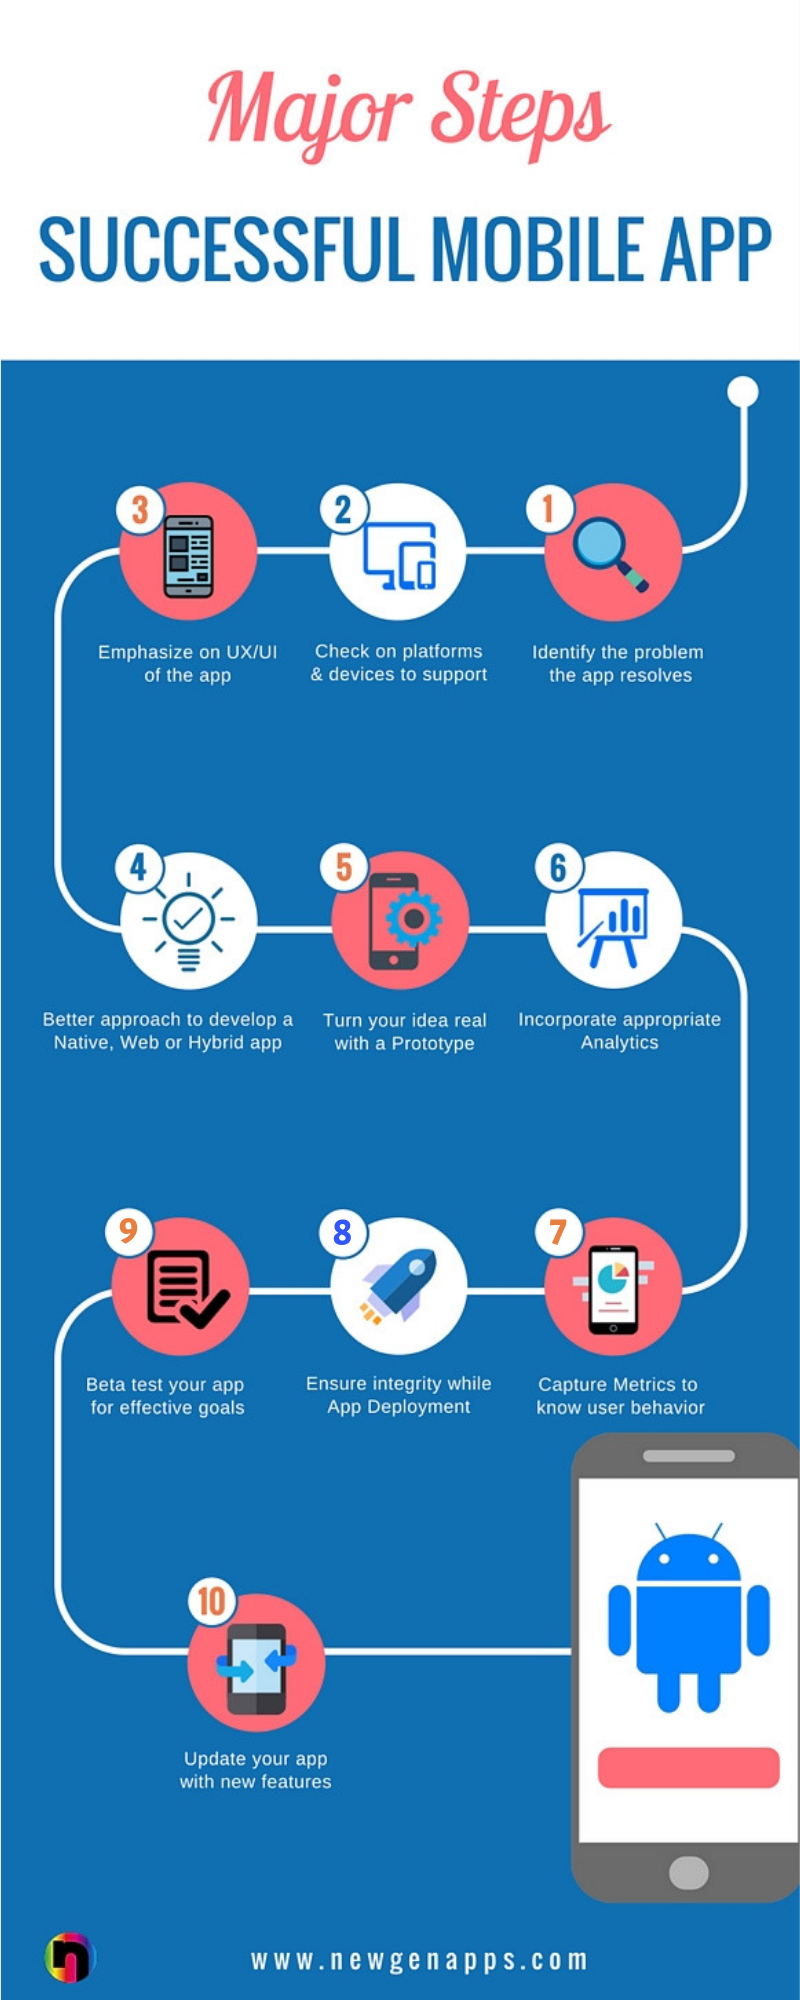 Major Steps
SUCCESSFUL MOBILE APP
1
Identify the problem
the app resolves
2
Check on platforms
& devices to support
3
Emphasize on UX/UI
of the app
4
Better approach to develop a
Native, Web or Hybrid app
5
Turn your idea real
with a Prototype
6
Incorporate appropriate
Analytics
7
Capture Metrics to
know user behavior
8
Ensure integrity while
App Deployment
9
Beta test your app
for effective goals
10
Update your app
with new features
n
www.newgenapps.com